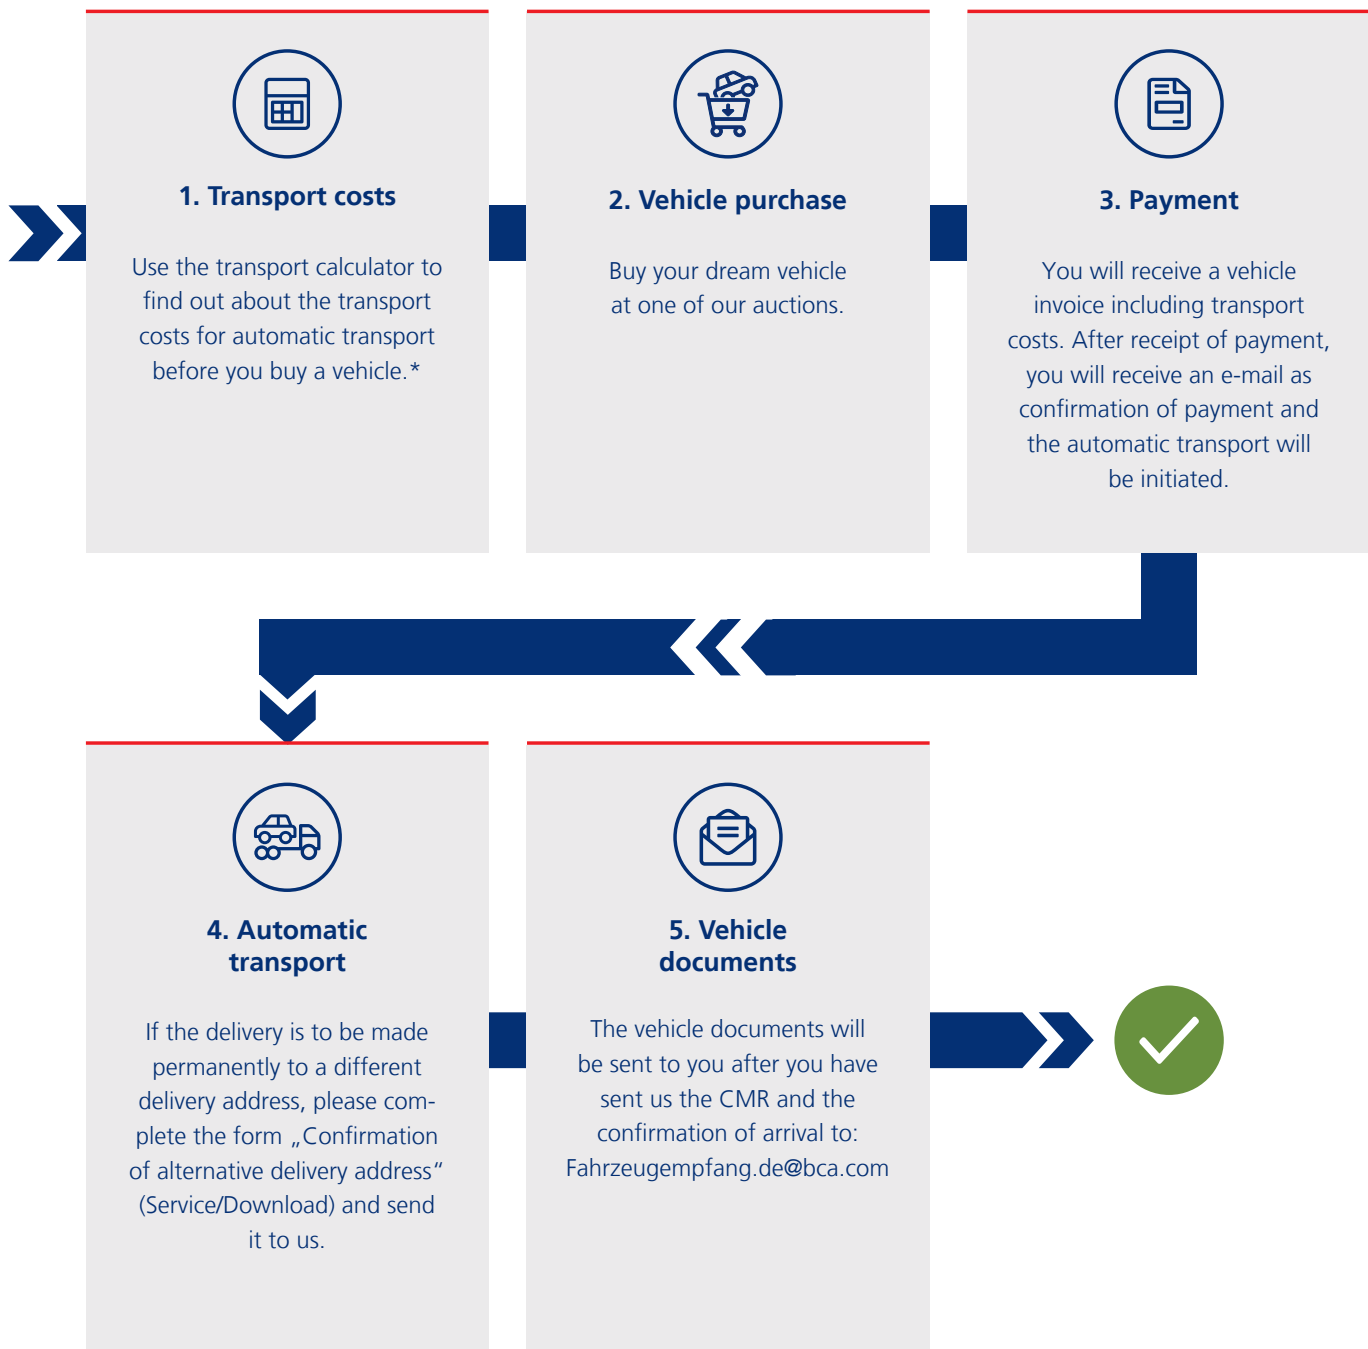 1. Transport costs
Use the transport calculator to
find out about the transport
costs for automatic transport
before you buy a vehicle.*
2. Vehicle purchase
Buy your dream vehicle
at one of our auctions.
3. Payment
You will receive a vehicle
invoice including transport
costs. After receipt of payment,
you will receive an e-mail as
confirmation of payment and
the automatic transport will
be initiated.
4. Automatic
transport
If the delivery is to be made
permanently to a different
delivery address, please com-
plete the form „Confirmation
of alternative delivery address“
(Service/Download) and send
it to us.
5. Vehicle
documents
The vehicle documents will
be sent to you after you have
sent us the CMR and the
confirmation of arrival to:
Fahrzeugempfang.de@bca.com